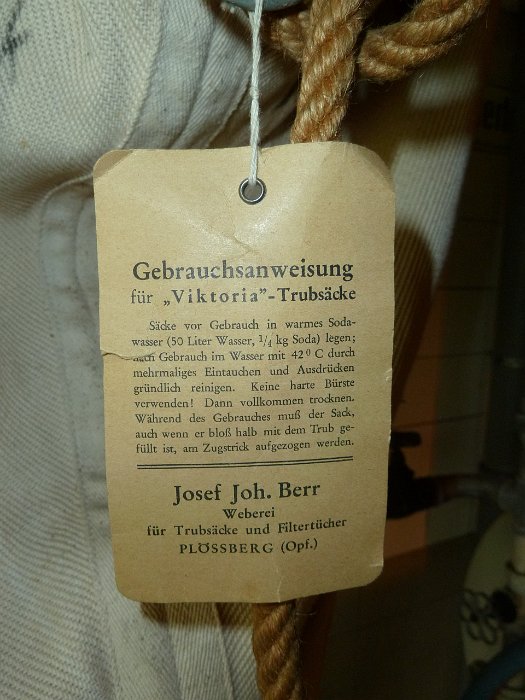 Gebrauchsanweisung
für „Viktoria"-Trubsäcke
Säcke vor Gebrauch in warmes Soda-
wasser (50 Liter Wasser, 1/4 kg Soda) legen;
nach Gebrauch im Wasser mit 42⁰ C durch
mehrmaliges Eintauchen und Ausdrücken
gründlich reinigen. Keine harte Bürste
verwenden! Dann vollkommen trocknen.
Während des Gebrauches muß der Sack,
auch wenn er bloß halb mit dem Trub ge-
füllt ist, am Zugstrick aufgezogen werden.
Josef Joh. Berr
Weberei
für Trubsäcke und Filtertücher
PLÖSSBERG (Opf.)